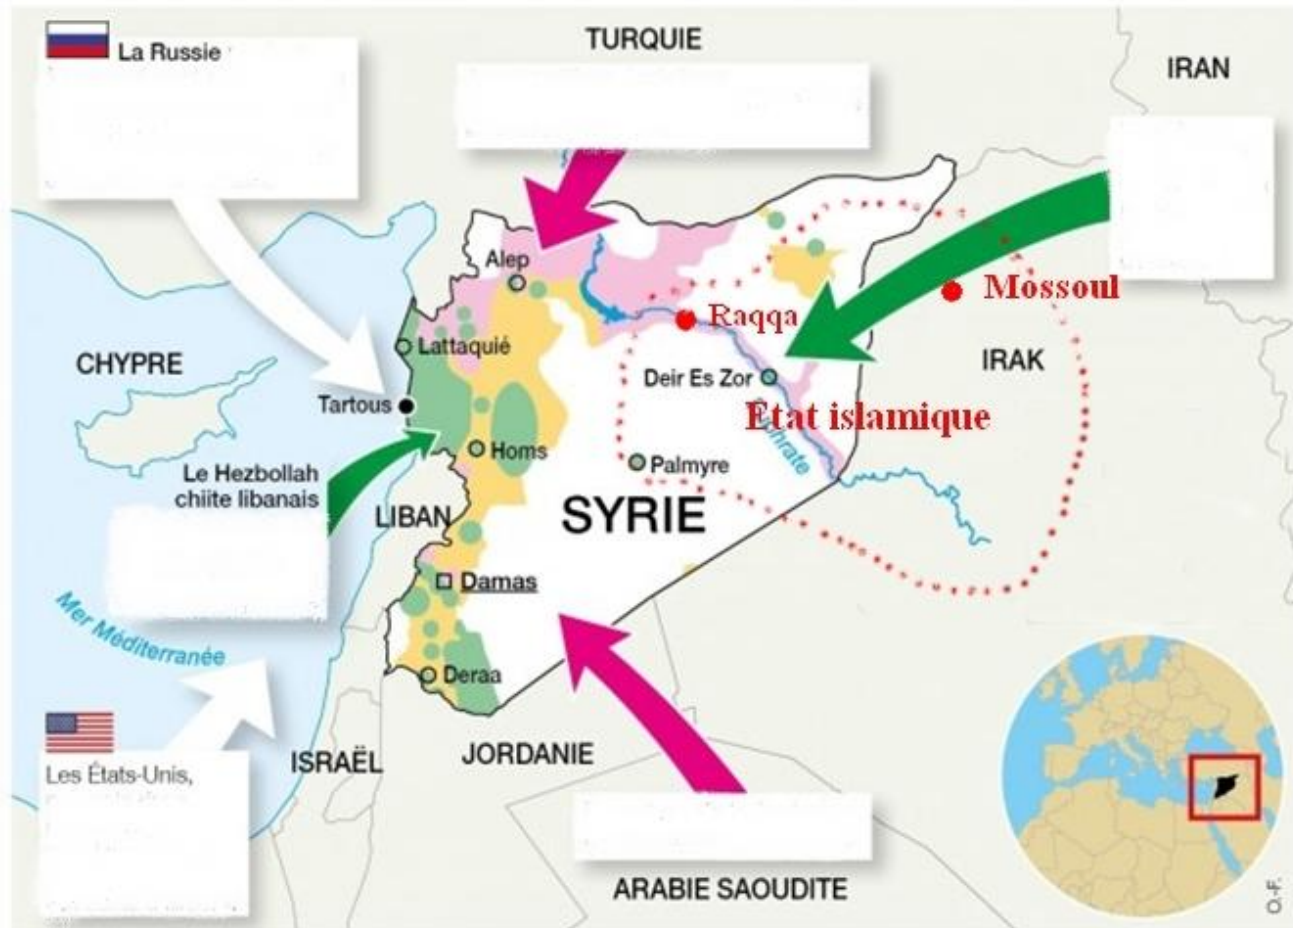 La Russie
TURQUIE
IRAN
Alep
Mossoul
Raqqa
Lattaquié
CHYPRE
IRAK
Deir Es Zor
Tartous
Etat islamique
Homs
Palmyre
Le Hezbollah
chiite libanais
LIBAN
SYRIE
Damas
Mer Méditerranée
Deraa
Les États-Unis,
ISRAËL
JORDANIE
ARABIE SAOUDITE
O.-F.